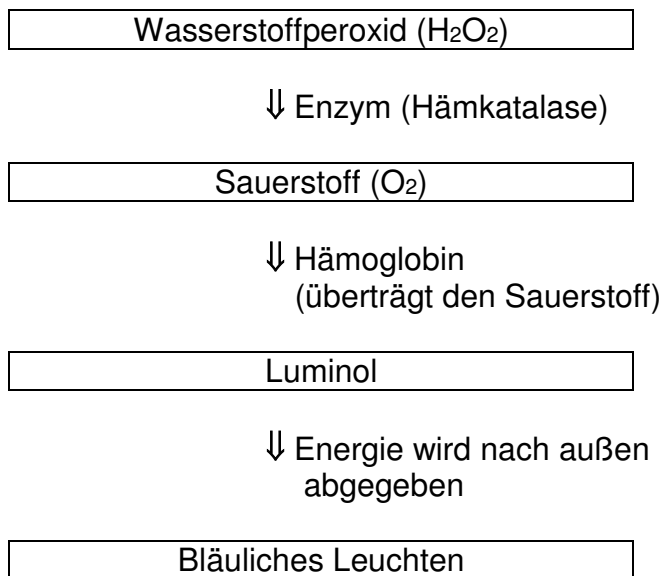 Wasserstoffperoxid (H₂O₂)
⇓ Enzym (Hämkatalase)
Sauerstoff (O₂)
⇓ Hämoglobin
(überträgt den Sauerstoff)
Luminol
⇓ Energie wird nach außen
abgegeben
Bläuliches Leuchten